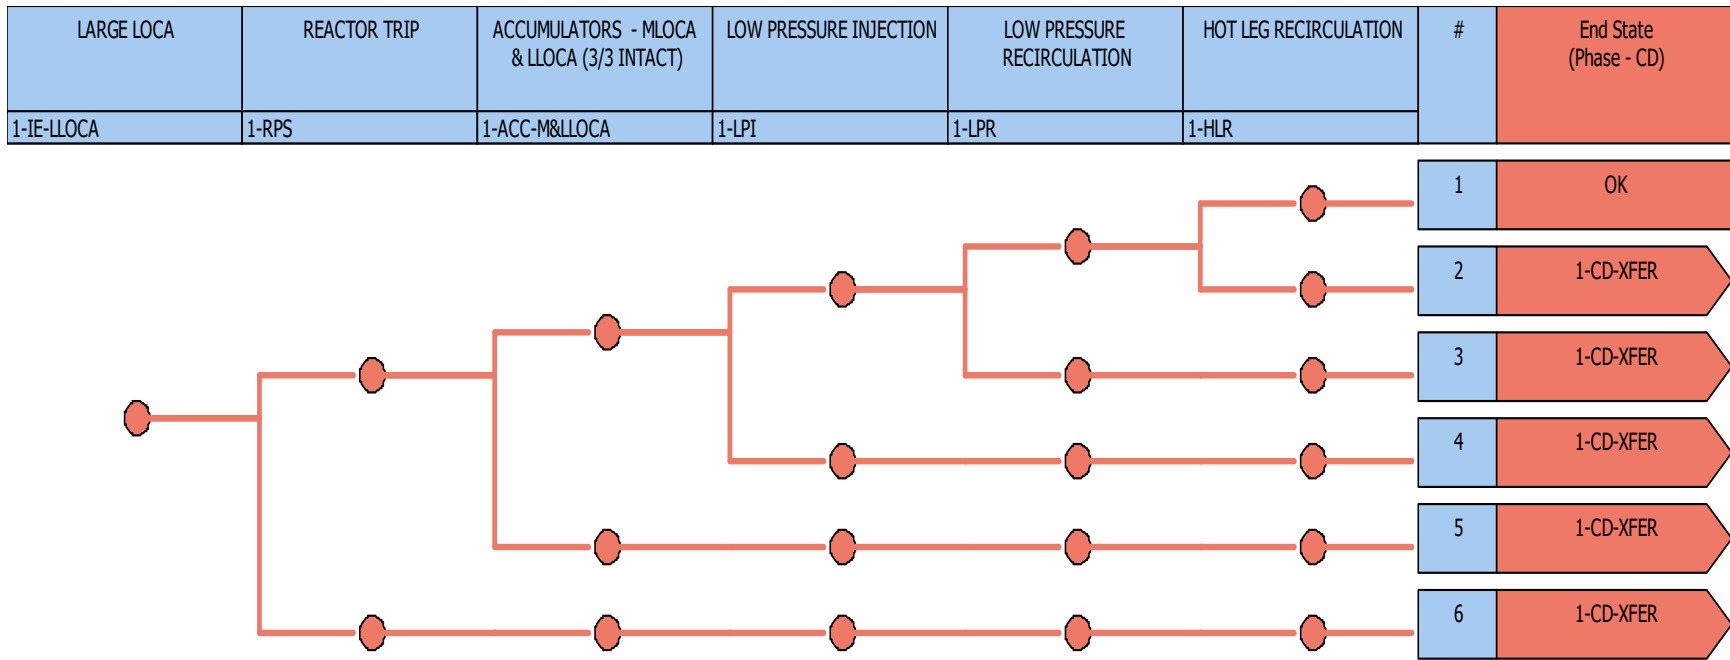 LARGE LOCA
REACTOR TRIP
ACCUMULATORS - MLOCA
& LLOCA (3/3 INTACT)
LOW PRESSURE INJECTION
LOW PRESSURE
RECIRCULATION
HOT LEG RECIRCULATION
#
End State
(Phase - CD)
1-IE-LLOCA
1-RPS
1-ACC-M&LLOCA
1-LPI
1-LPR
1-HLR
1
OK
2
1-CD-XFER
3
1-CD-XFER
4
1-CD-XFER
5
1-CD-XFER
6
1-CD-XFER